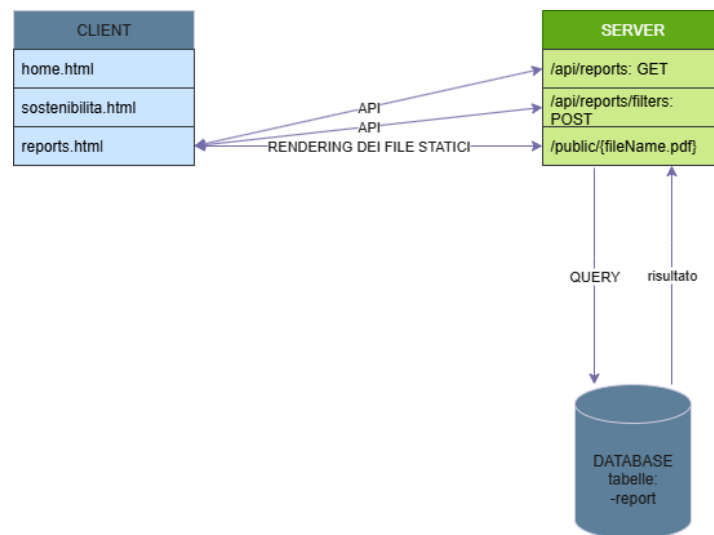 CLIENT
home.html
sostenibilita.html
reports.html
API
API
RENDERING DEI FILE STATICI
SERVER
/api/reports: GET
/api/reports/filters:
POST
/public/{fileName.pdf}
QUERY
risultato
DATABASE
tabelle:
-report